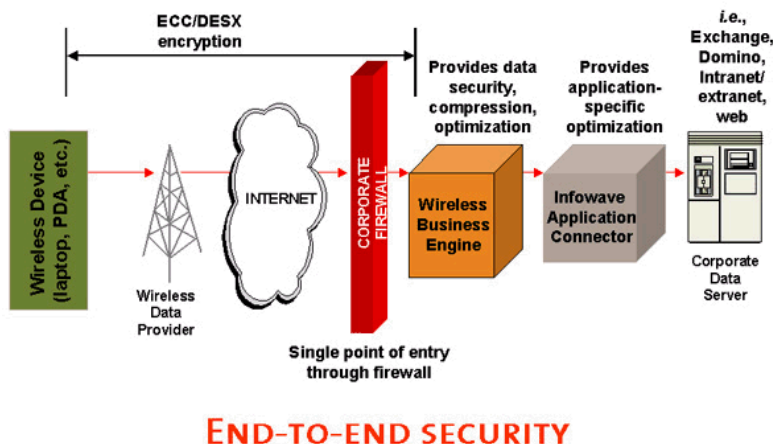 ECC/DESX
encryption
i.e.,
Exchange,
Domino,
Intranet/
extranet,
web
Provides data
security,
compression,
optimization
Provides
application-
specific
optimization
Wireless Device
(laptop, PDA, etc.)
Wireless
Data
Provider
INTERNET
CORPORATE
FIREWALL
Wireless
Business
Engine
Infowave
Application
Connector
Corporate
Data
Server
Single point of entry
through firewall
END-TO-END SECURITY